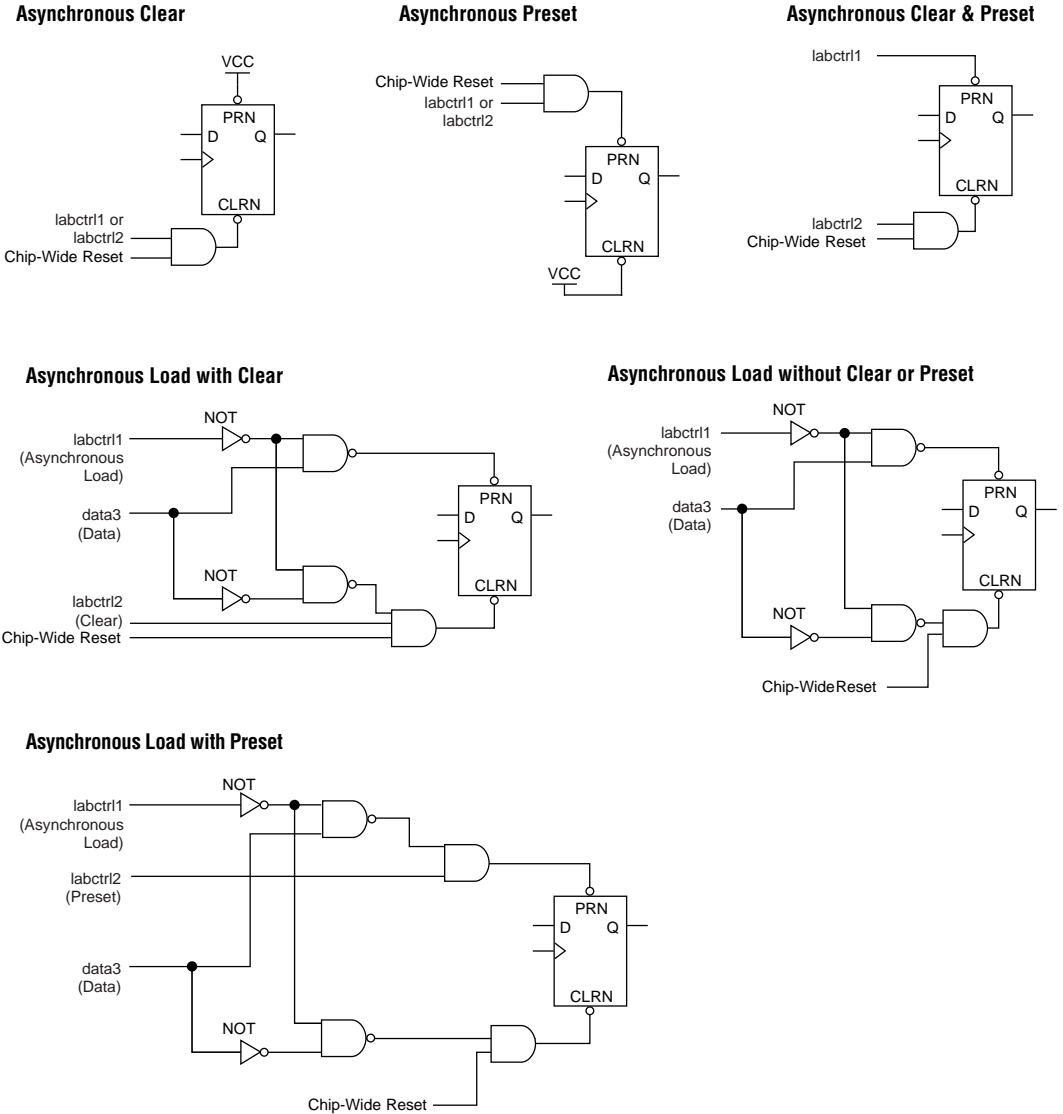 Asynchronous Clear
VCC
PRN
D
Q
CLRN
labctrl1 or
labctrl2
Chip-Wide Reset
Asynchronous Preset
Chip-Wide Reset
labctrl1 or
labctrl2
PRN
D
Q
CLRN
VCC
Asynchronous Clear & Preset
labctrl1
PRN
D
Q
CLRN
labctrl2
Chip-Wide Reset
Asynchronous Load with Clear
NOT
labctrl1
(Asynchronous
Load)
PRN
D
Q
data3
(Data)
NOT
CLRN
labctrl2
(Clear)
Chip-Wide Reset
Asynchronous Load without Clear or Preset
NOT
labctrl1
(Asynchronous
Load)
PRN
D
Q
data3
(Data)
CLRN
NOT
Chip-WideReset
Asynchronous Load with Preset
NOT
labctrl1
(Asynchronous
Load)
labctrl2
(Preset)
PRN
D
Q
data3
(Data)
CLRN
NOT
Chip-Wide Reset